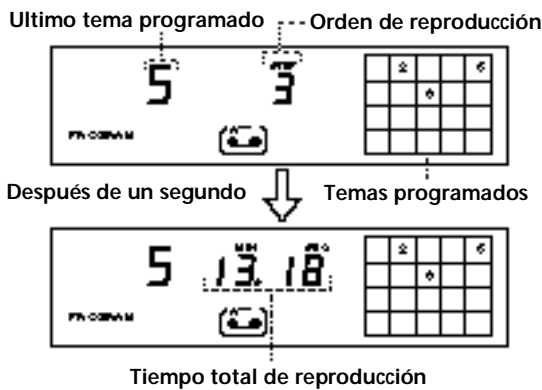 Ultimo tema programado
Orden de reproducción
5 3
PROGRAM
Después de un segundo
Temas programados
MIN
5 13.18
PROGRAM
Tiempo total de reproducción